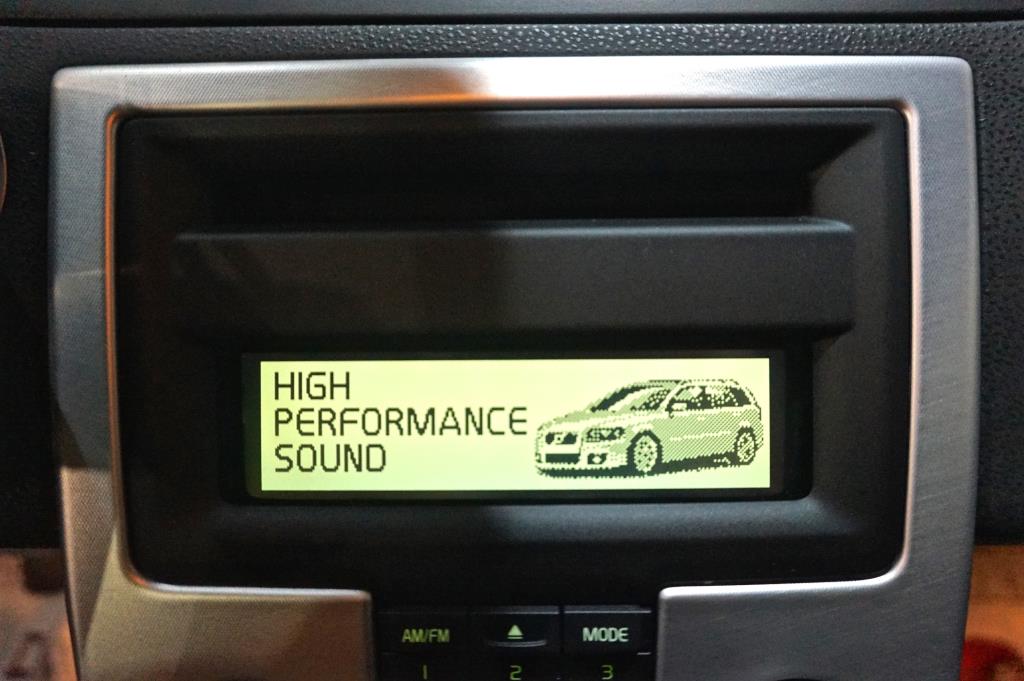 HIGH
PERFORMANCE
SOUND
AM/FM
MODE
1 2 3